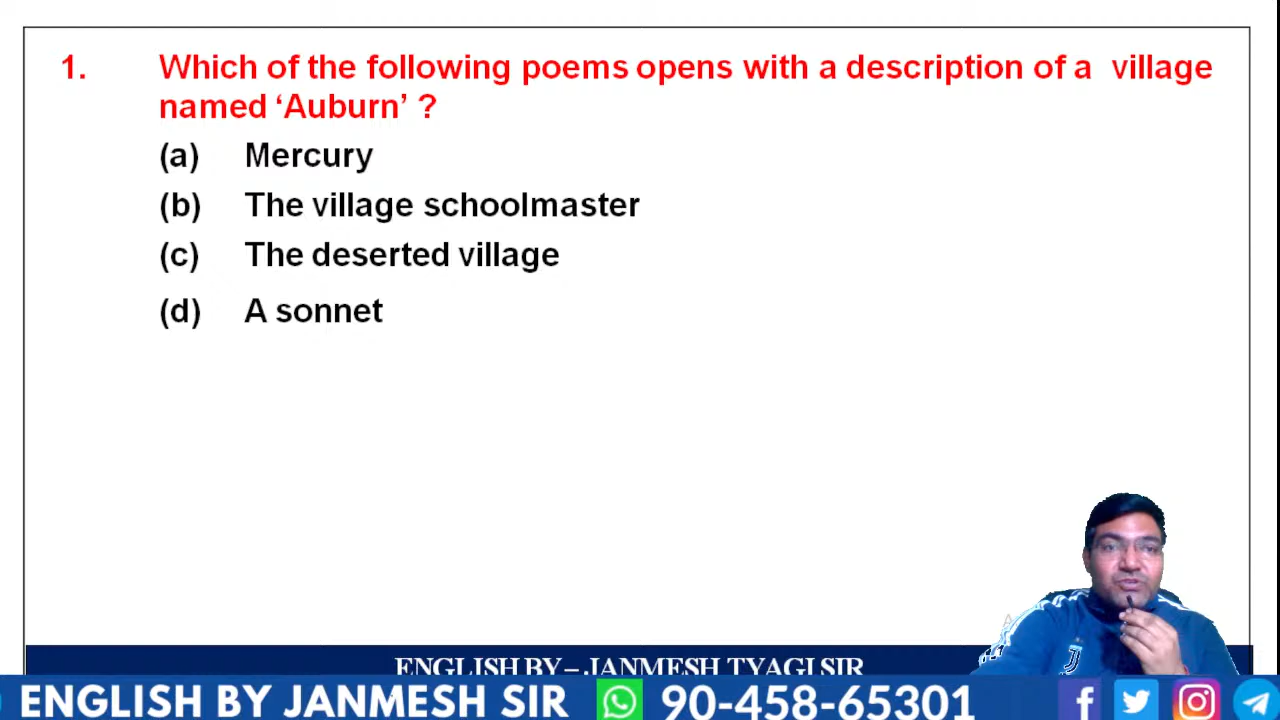 1. Which of the following poems opens with a description of a village
named ‘Auburn’ ?
(a) Mercury
(b) The village schoolmaster
(c) The deserted village
(d) A sonnet
ENGLISH BY – JANMESH TYAGI SIR
ENGLISH BY JANMESH SIR 90-458-65301